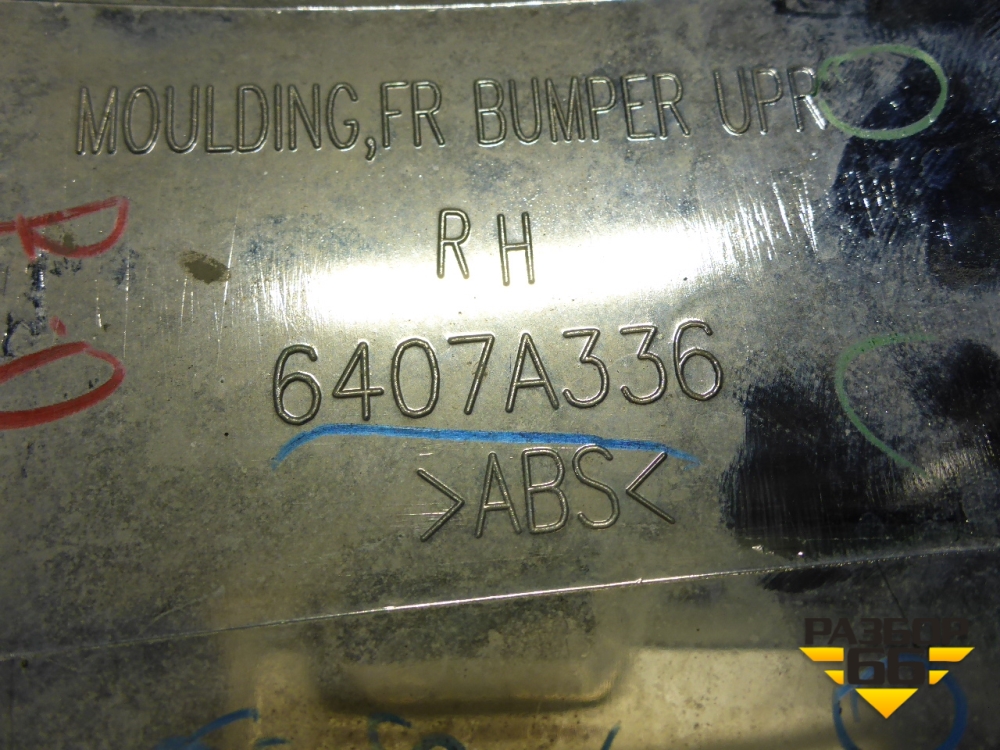 MOULDING,FR BUMPER UPR
RH
6407A336
>ABS<
РАЗБОР
66